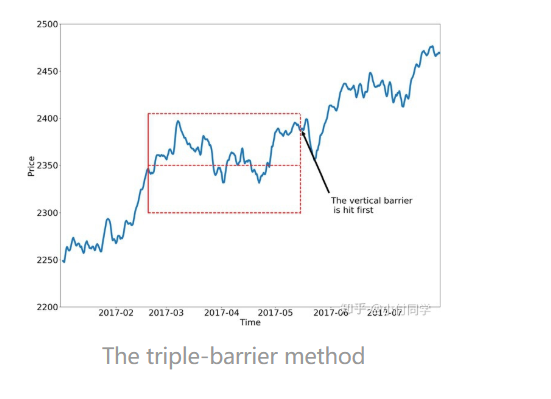 2500
2450
2400
2350
2300
2250
2200
Price
The vertical barrier
is hit first
2017-02 2017-03 2017-04 2017-05 2017-06 2017-07
Time
The triple-barrier method